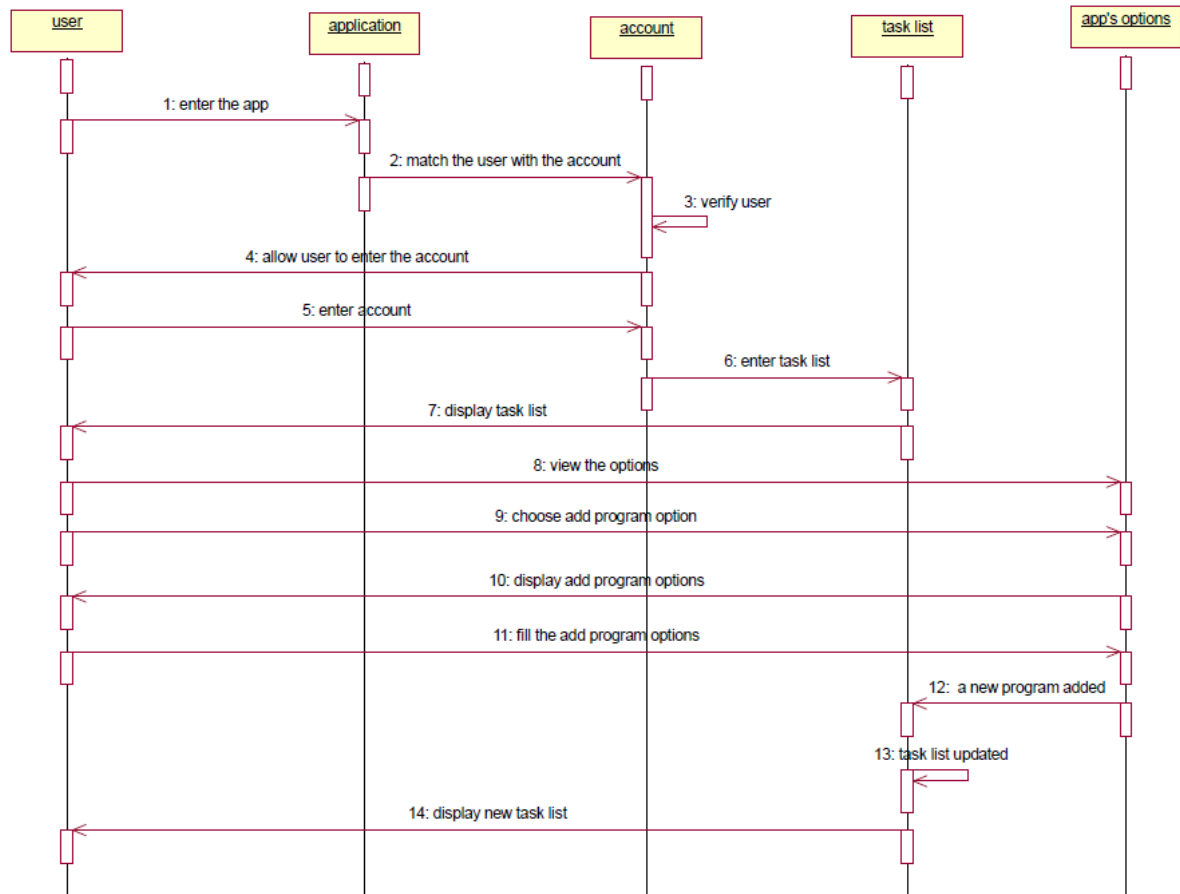 user
application
account
task list
app's options
1: enter the app
2: match the user with the account
3: verify user
4: allow user to enter the account
5: enter account
6: enter task list
7: display task list
8: view the options
9: choose add program option
10: display add program options
11: fill the add program options
12:  a new program added
13: task list updated
14: display new task list